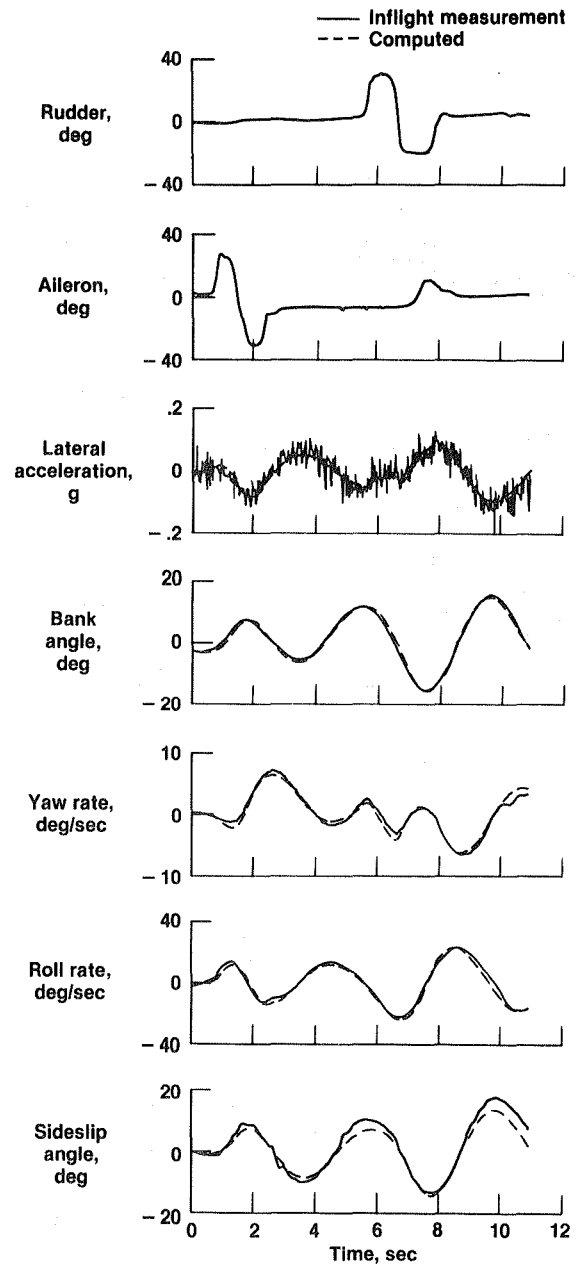 Inflight measurement
Computed
40
Rudder,
deg
0
– 40
40
Aileron,
deg
0
– 40
.2
Lateral
acceleration,
g
0
– .2
20
Bank
angle,
deg
0
– 20
10
Yaw rate,
deg/sec
0
– 10
40
Roll rate,
deg/sec
0
– 40
20
Sideslip
angle,
deg
0
– 20
0 2 4 6 8 10 12
Time, sec